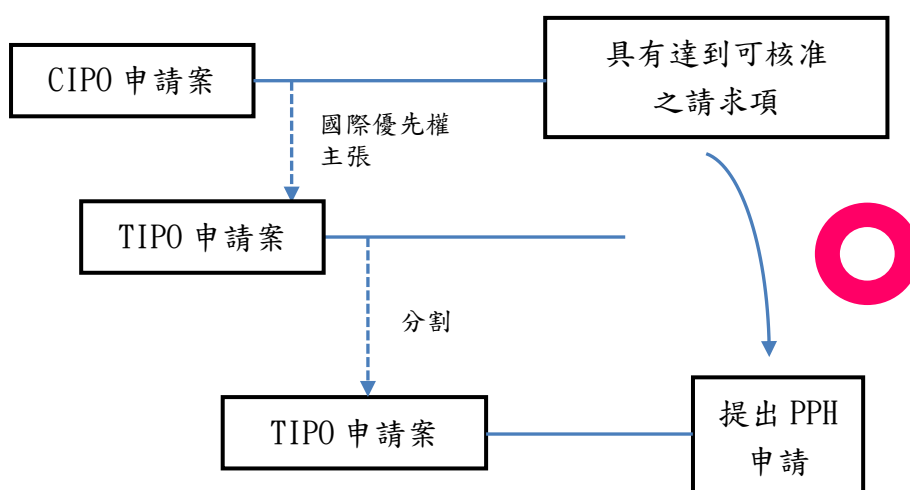 CIPO 申請案
具有達到可核准
之請求項
國際優先權
主張
TIPO 申請案
分割
TIPO 申請案
提出 PPH
申請